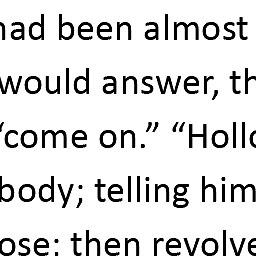 had been almost
would answer, th
“come on.” “Hollo
body; telling him
ose: then revolve